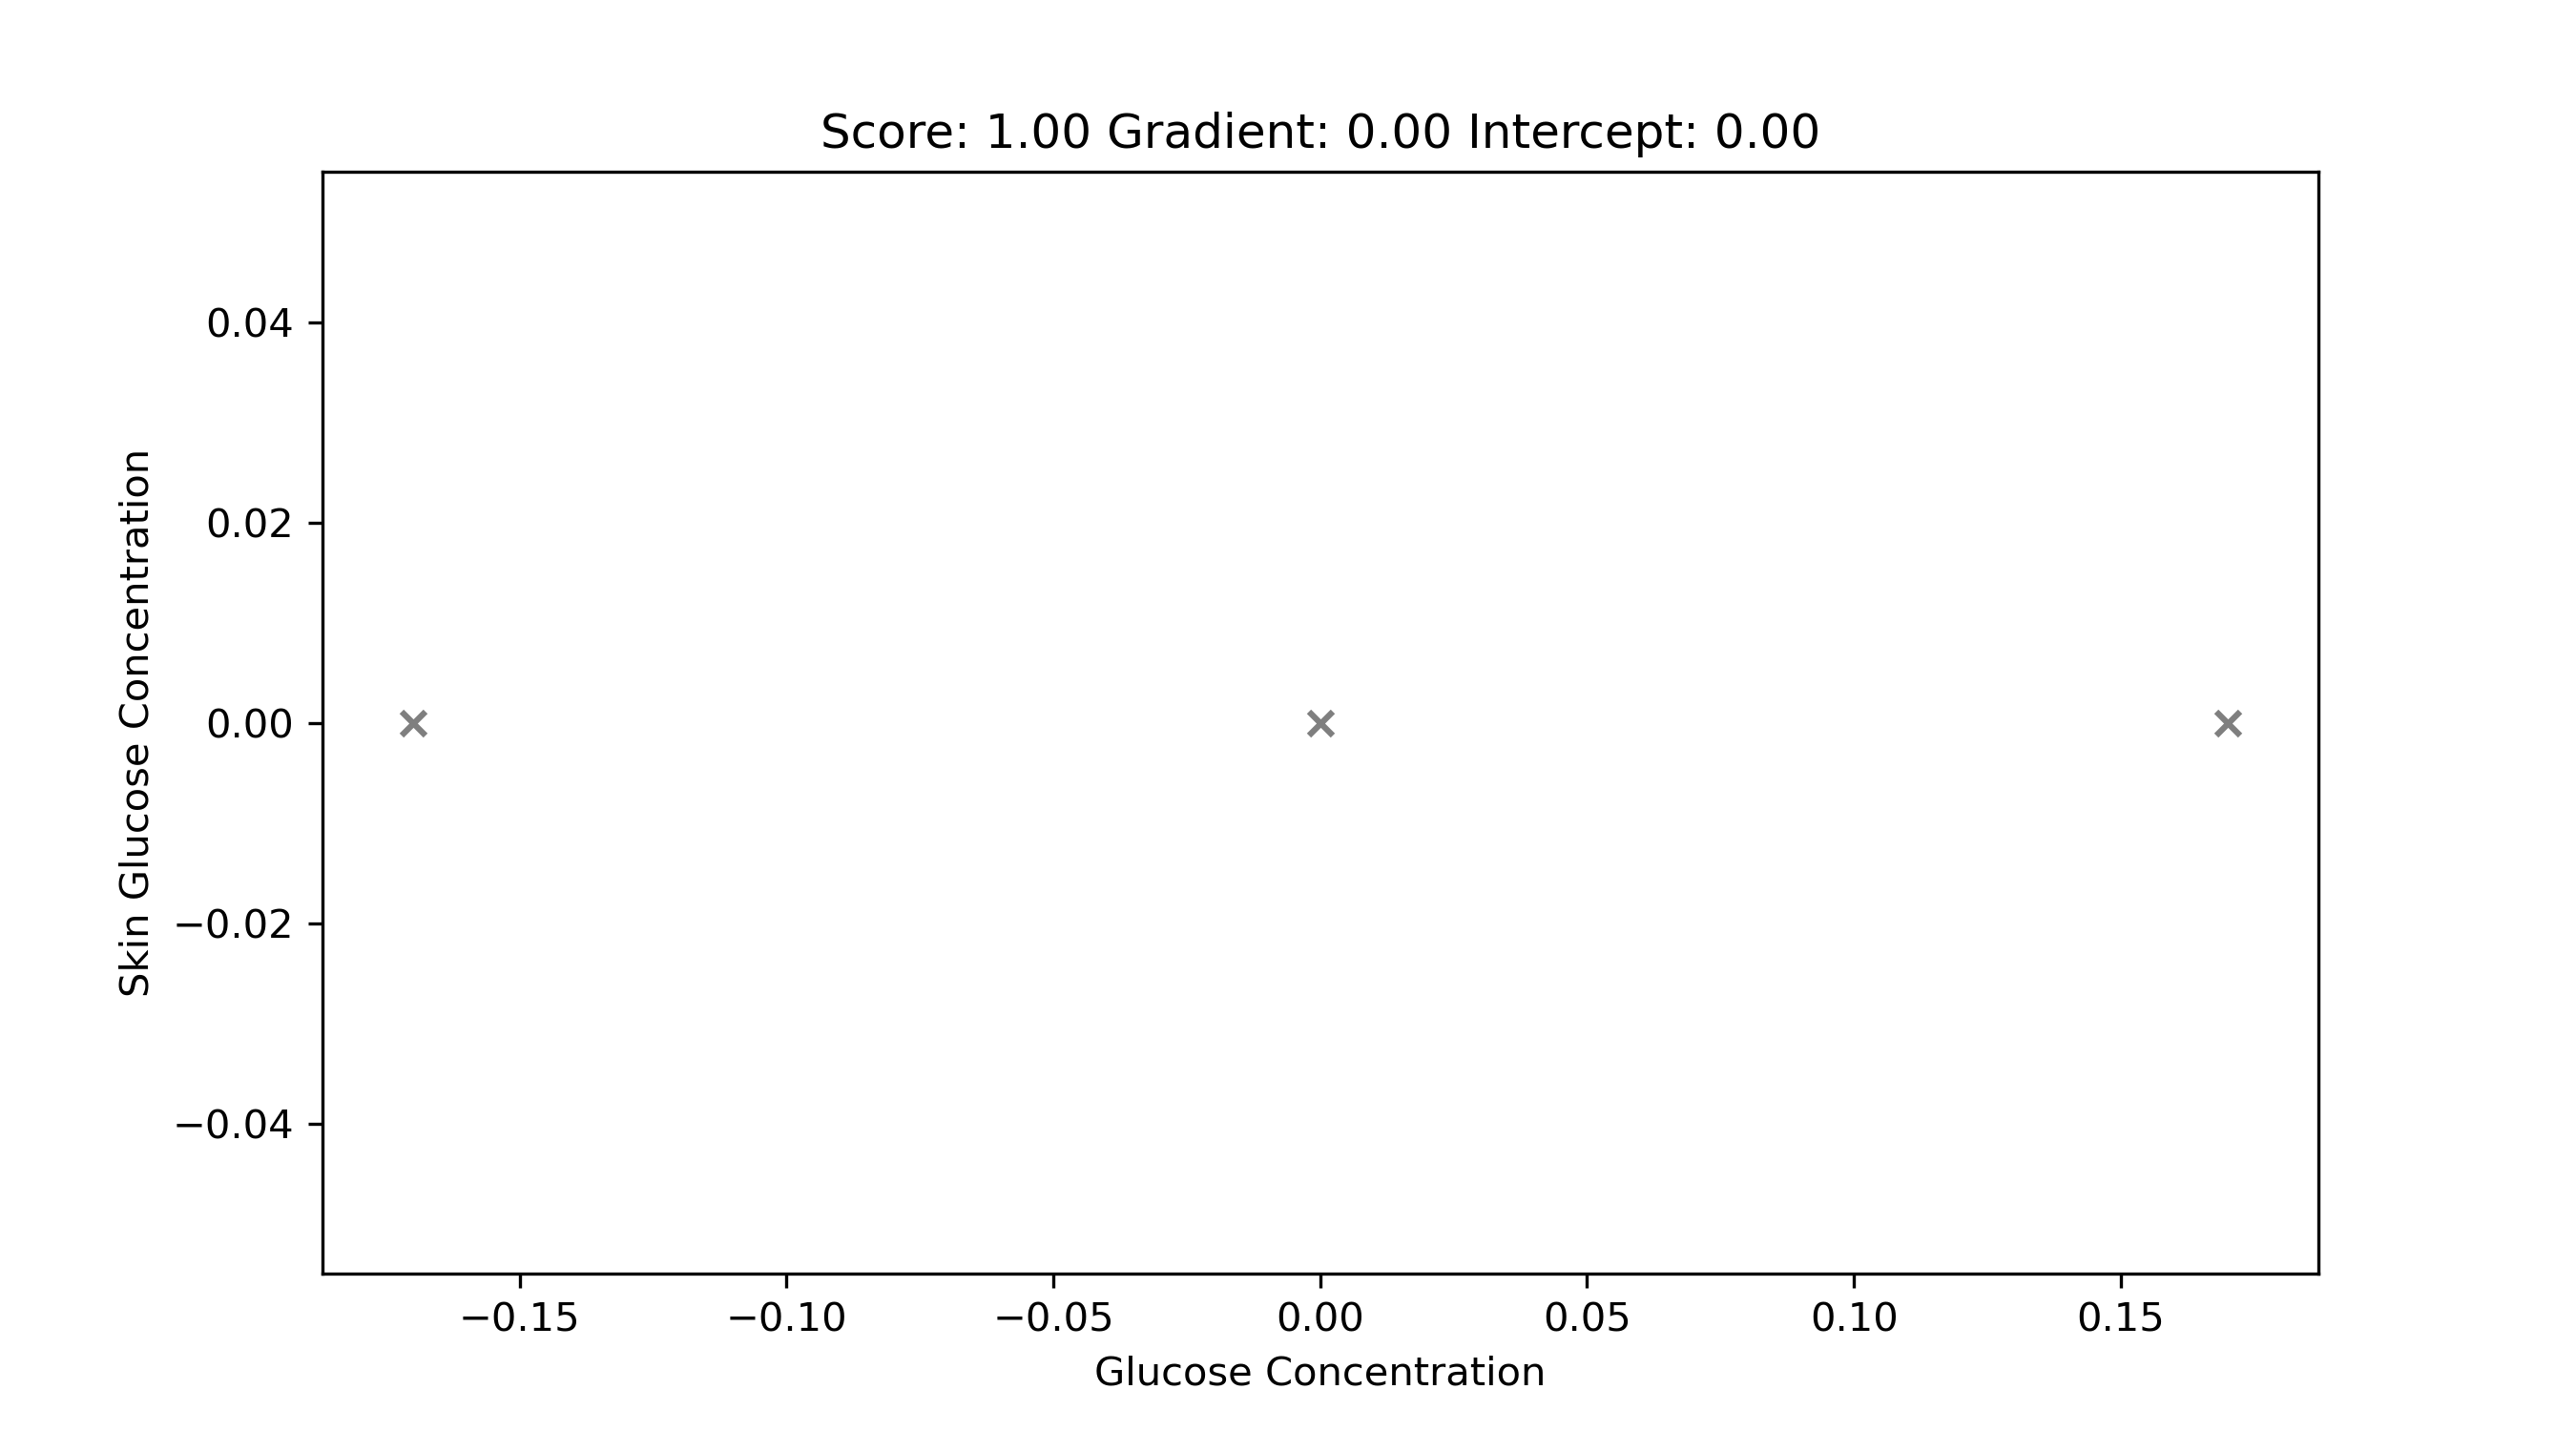 Score: 1.00 Gradient: 0.00 Intercept: 0.00
Skin Glucose Concentration
0.04
0.02
0.00
−0.02
−0.04
−0.15 −0.10 −0.05 0.00 0.05 0.10 0.15
Glucose Concentration